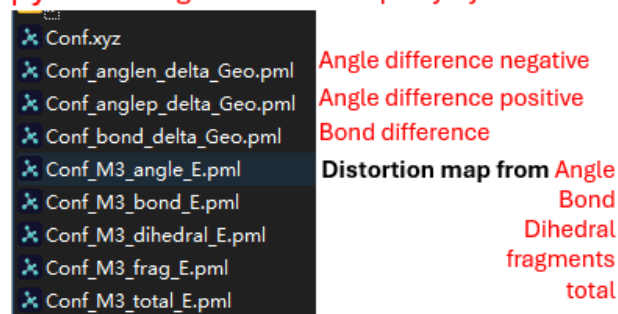 Conf.xyz
Conf_anglen_delta_Geo.pml Angle difference negative
Conf_anglep_delta_Geo.pml Angle difference positive
Conf_bond_delta_Geo.pml Bond difference
Conf_M3_angle_E.pml Distortion map from Angle
Conf_M3_bond_E.pml Bond
Conf_M3_dihedral_E.pml Dihedral
Conf_M3_frag_E.pml fragments
Conf_M3_total_E.pml total